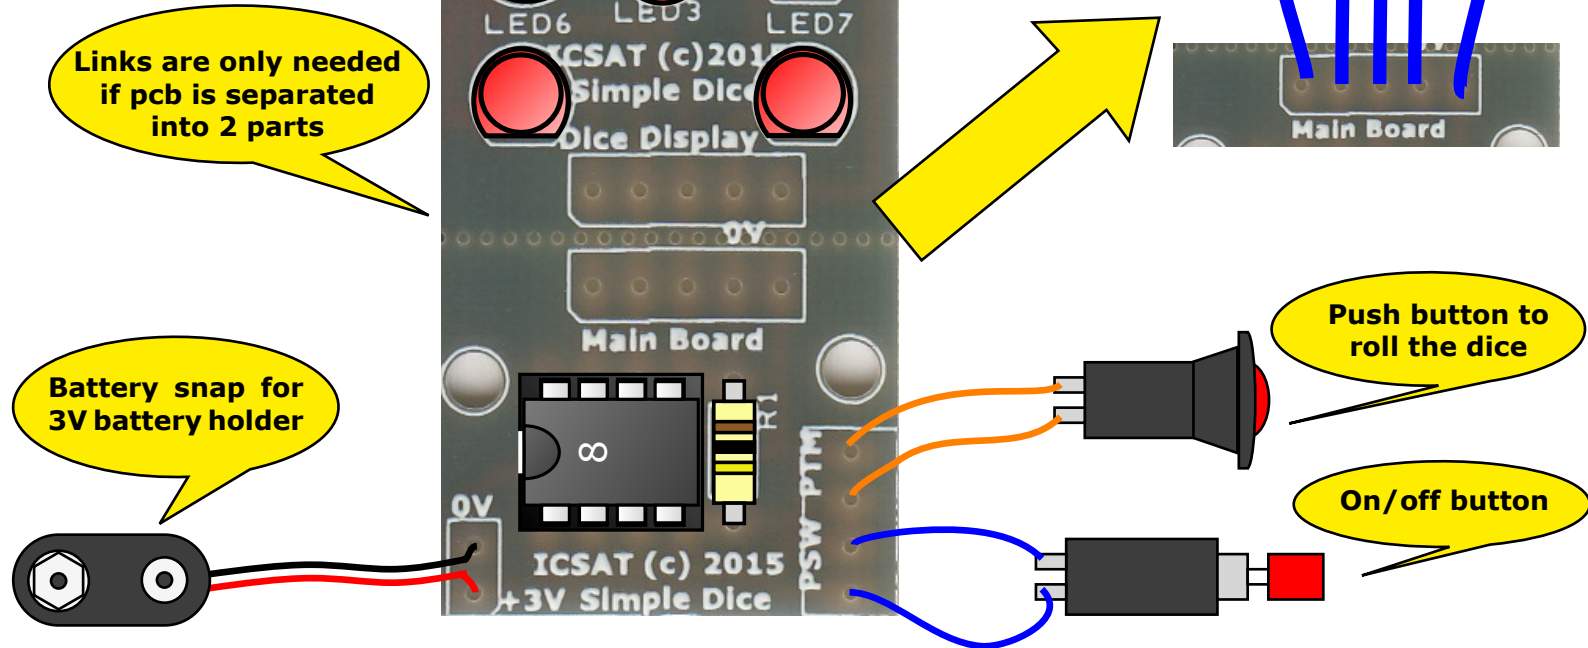 LED6 LED3 LED7
Links are only needed
if pcb is separated
into 2 parts
ICSAT (c)201
Simple Dice
Dice Display
Main Board
A0
Main Board
Push button to
roll the dice
Battery snap for
3V battery holder
R1
8
PTM
PSW
On/off button
0V
ICSAT (c) 2015
+3V Simple Dice